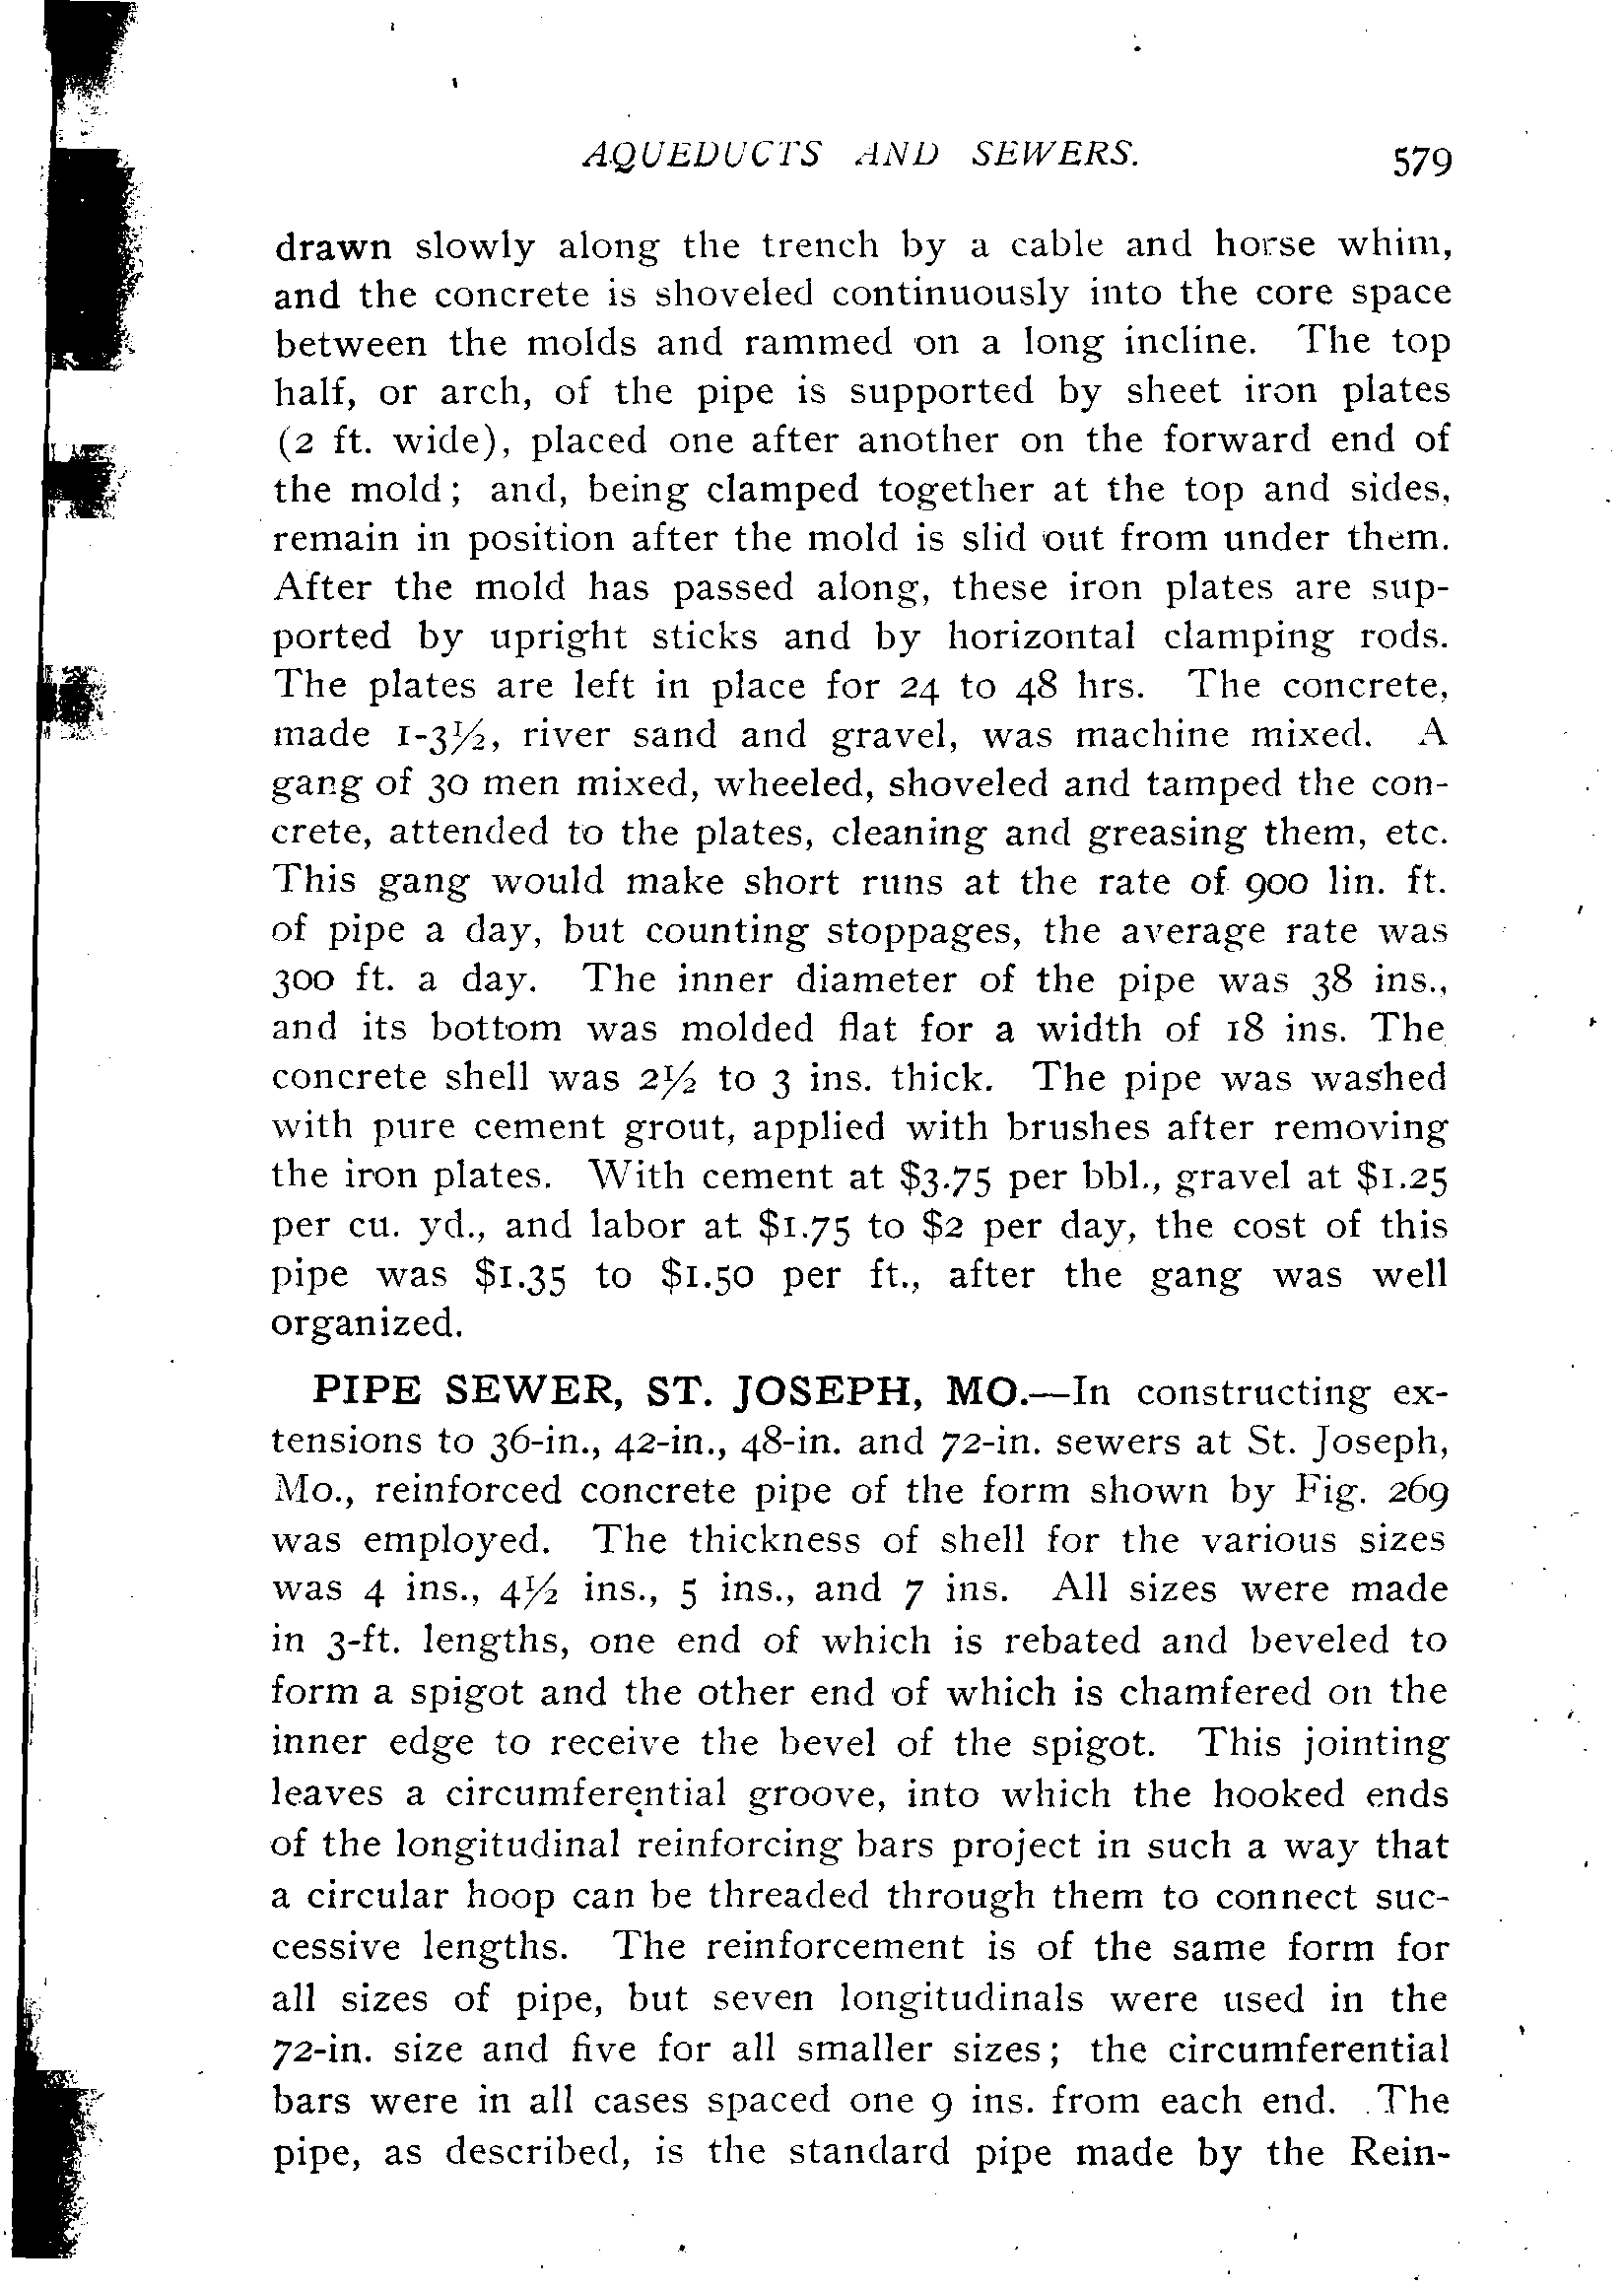 AQUEDUCTS AND SEWERS. 579
drawn slowly along the trench by a cable and horse whim,
and the concrete is shoveled continuously into the core space
between the molds and rammed on a long incline. The top
half, or arch, of the pipe is supported by sheet iron plates
(2 ft. wide), placed one after another on the forward end of
the mold; and, being clamped together at the top and sides,
remain in position after the mold is slid out from under them.
After the mold has passed along, these iron plates are sup-
ported by upright sticks and by horizontal clamping rods.
The plates are left in place for 24 to 48 hrs. The concrete,
made 1-3½, river sand and gravel, was machine mixed. A
gang of 30 men mixed, wheeled, shoveled and tamped the con-
crete, attended to the plates, cleaning and greasing them, etc.
This gang would make short runs at the rate of 900 lin. ft.
of pipe a day, but counting stoppages, the average rate was
300 ft. a day. The inner diameter of the pipe was 38 ins.,
and its bottom was molded flat for a width of 18 ins. The
concrete shell was 2½ to 3 ins. thick. The pipe was washed
with pure cement grout, applied with brushes after removing
the iron plates. With cement at $3.75 per bbl., gravel at $1.25
per cu. yd., and labor at $1.75 to $2 per day, the cost of this
pipe was $1.35 to $1.50 per ft., after the gang was well
organized.
PIPE SEWER, ST. JOSEPH, MO.—In constructing ex-
tensions to 36-in., 42-in., 48-in. and 72-in. sewers at St. Joseph,
Mo., reinforced concrete pipe of the form shown by Fig. 269
was employed. The thickness of shell for the various sizes
was 4 ins., 4½ ins., 5 ins., and 7 ins. All sizes were made
in 3-ft. lengths, one end of which is rebated and beveled to
form a spigot and the other end of which is chamfered on the
inner edge to receive the bevel of the spigot. This jointing
leaves a circumferential groove, into which the hooked ends
of the longitudinal reinforcing bars project in such a way that
a circular hoop can be threaded through them to connect suc-
cessive lengths. The reinforcement is of the same form for
all sizes of pipe, but seven longitudinals were used in the
72-in. size and five for all smaller sizes; the circumferential
bars were in all cases spaced one 9 ins. from each end. The
pipe, as described, is the standard pipe made by the Rein-